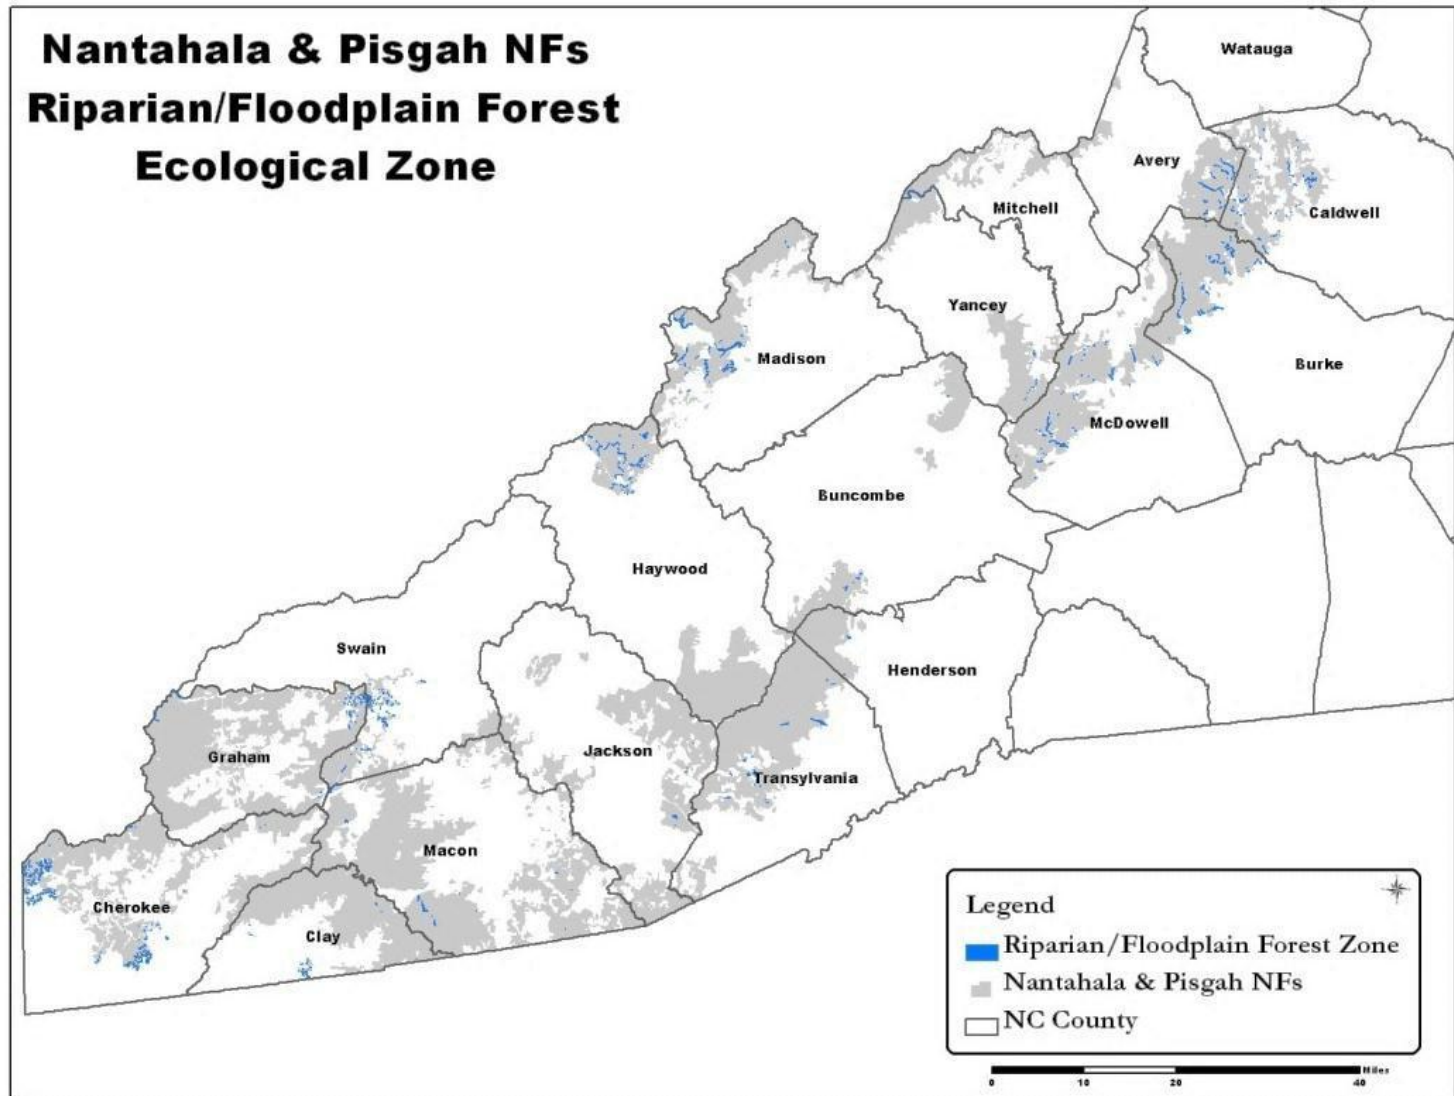 Nantahala & Pisgah NFs
Riparian/Floodplain Forest
Ecological Zone
Watauga
Avery
Mitchell
Caldwell
Yancey
Madison
Burke
McDowell
Buncombe
Haywood
Swain
Henderson
Jackson
Graham
Transylvania
Macon
Cherokee
Clay
Legend
Riparian/Floodplain Forest Zone
Nantahala & Pisgah NFs
NC County
Miles
0 10 20 40